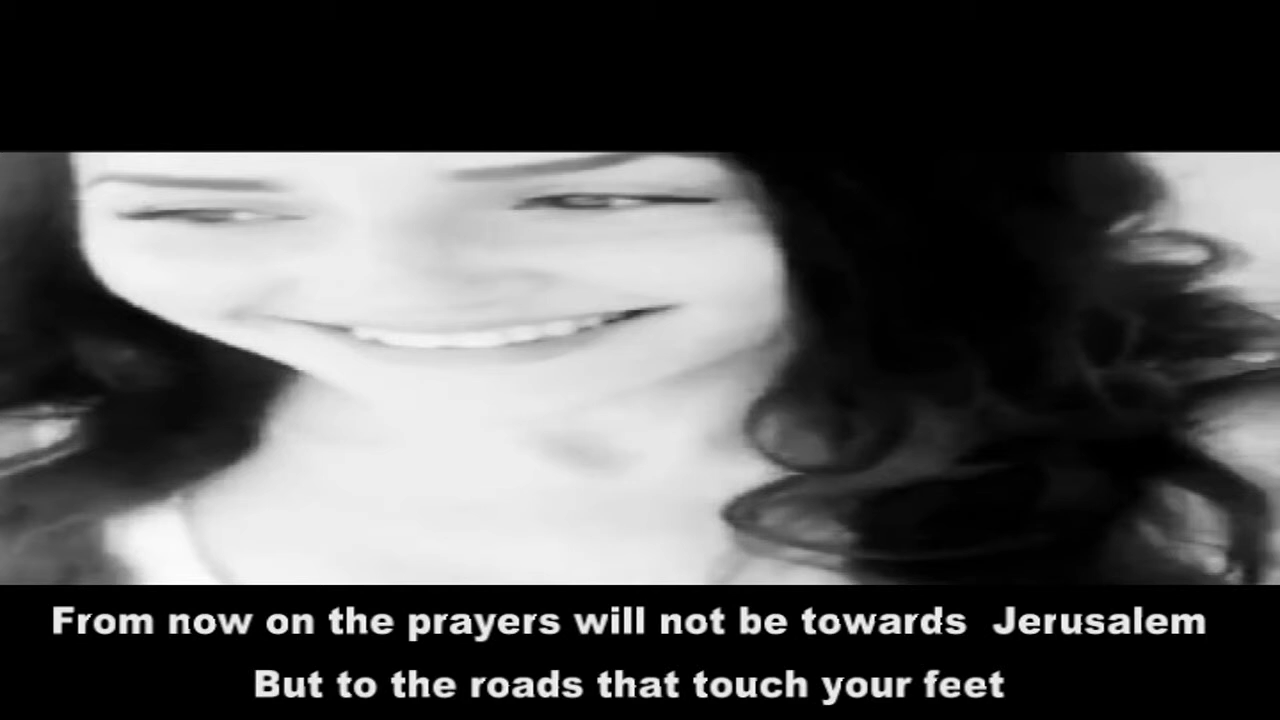 From now on the prayers will not be towards Jerusalem
But to the roads that touch your feet